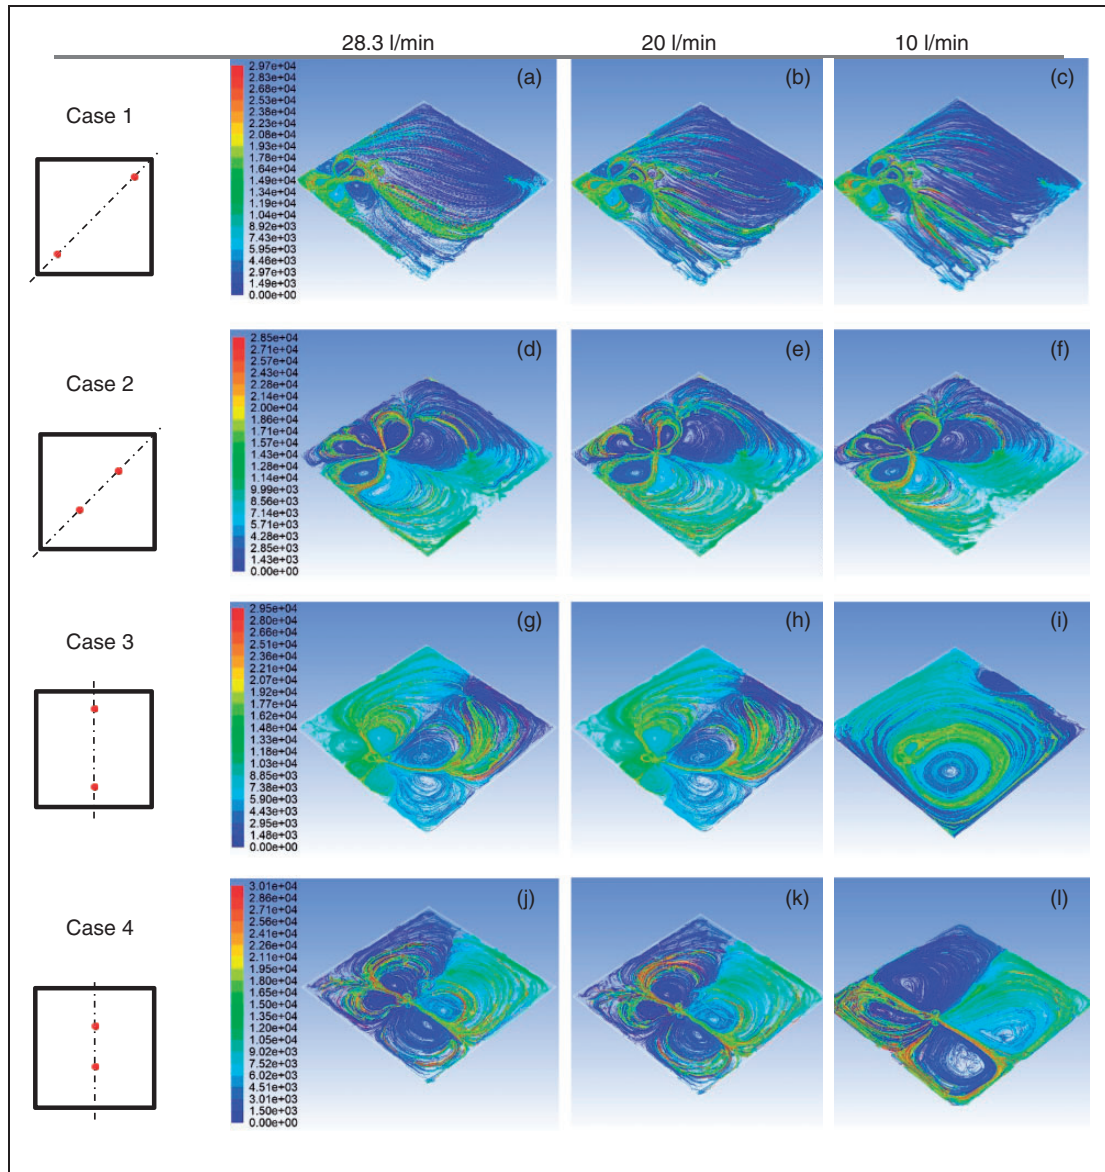 28.3 l/min 20 l/min 10 l/min
Case 1
2.97e+04
2.83e+04
2.68e+04
2.53e+04
2.38e+04
2.23e+04
2.08e+04
1.93e+04
1.78e+04
1.64e+04
1.49e+04
1.34e+04
1.19e+04
1.04e+04
8.92e+03
7.43e+03
5.95e+03
4.46e+03
2.97e+03
1.49e+03
0.00e+00
(a) (b) (c)
Case 2
2.85e+04
2.71e+04
2.57e+04
2.43e+04
2.28e+04
2.14e+04
2.00e+04
1.86e+04
1.71e+04
1.57e+04
1.43e+04
1.28e+04
1.14e+04
9.99e+03
8.56e+03
7.14e+03
5.71e+03
4.28e+03
2.85e+03
1.43e+03
0.00e+00
(d) (e) (f)
Case 3
2.95e+04
2.80e+04
2.66e+04
2.51e+04
2.36e+04
2.21e+04
2.07e+04
1.92e+04
1.77e+04
1.62e+04
1.48e+04
1.33e+04
1.18e+04
1.03e+04
8.85e+03
7.38e+03
5.90e+03
4.43e+03
2.95e+03
1.48e+03
0.00e+00
(g) (h) (i)
Case 4
3.01e+04
2.86e+04
2.71e+04
2.56e+04
2.41e+04
2.26e+04
2.11e+04
1.95e+04
1.80e+04
1.65e+04
1.50e+04
1.35e+04
1.20e+04
1.05e+04
9.02e+03
7.52e+03
6.02e+03
4.51e+03
3.01e+03
1.50e+03
0.00e+00
(j) (k) (l)